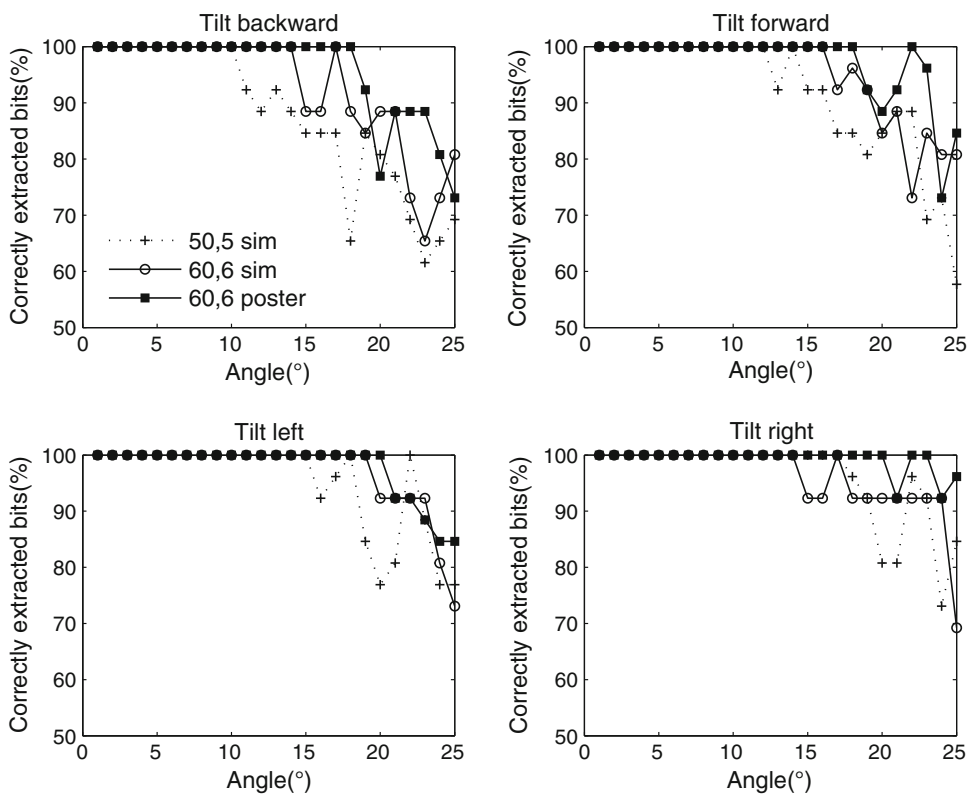 Tilt backward
Correctly extracted bits(%)
100
90
80
70
60
50
50,5 sim
60,6 sim
60,6 poster
0 5 10 15 20 25
Angle(°)
Tilt forward
Correctly extracted bits(%)
100
90
80
70
60
50
0 5 10 15 20 25
Angle(°)
Tilt left
Correctly extracted bits(%)
100
90
80
70
60
50
0 5 10 15 20 25
Angle(°)
Tilt right
Correctly extracted bits(%)
100
90
80
70
60
50
0 5 10 15 20 25
Angle(°)